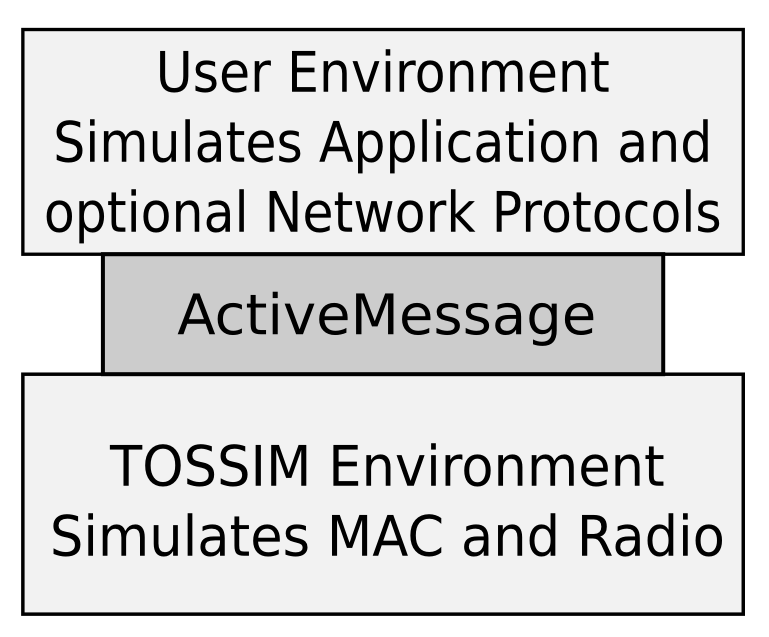 User Environment
Simulates Application and
optional Network Protocols
ActiveMessage
TOSSIM Environment
Simulates MAC and Radio